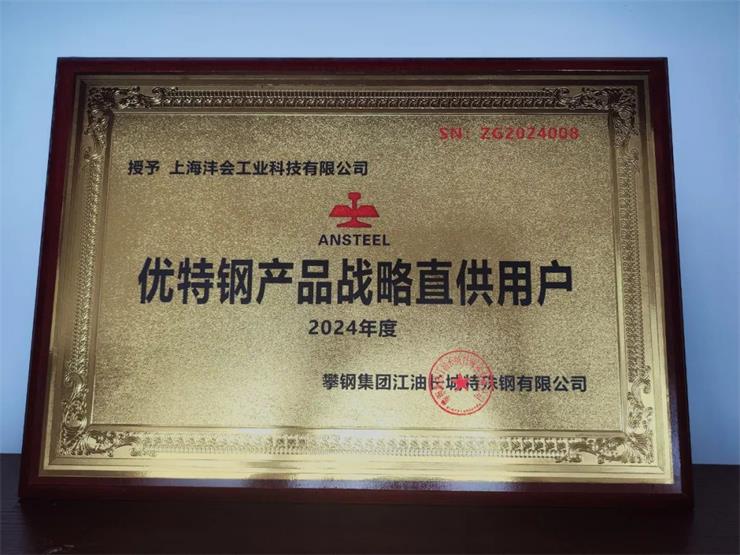 SN: ZG2024008
授予 上海沣会工业科技有限公司
ANSTEEL
优特钢产品战略直供用户
2024年度
攀钢集团江油长城特殊钢有限公司